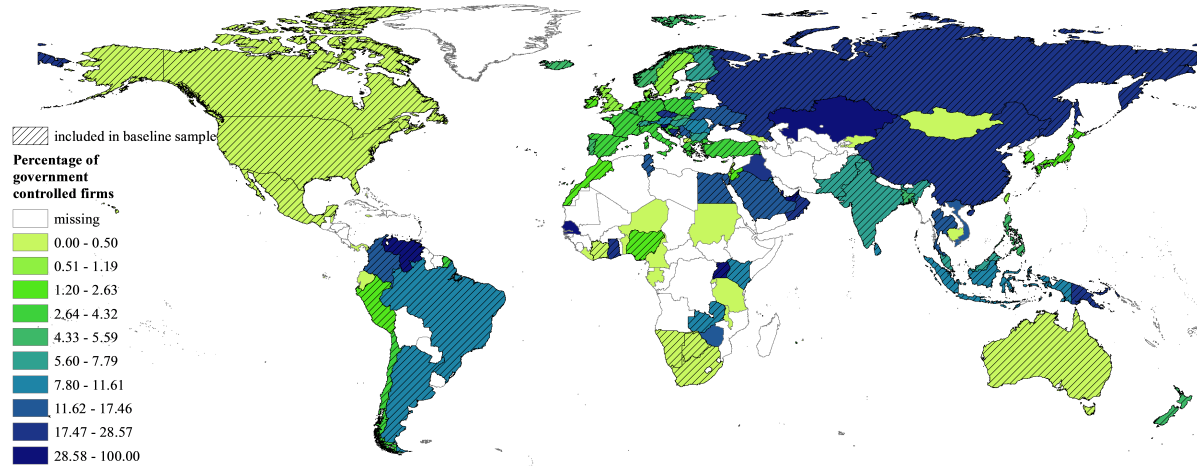 included in baseline sample
Percentage of
government
controlled firms
missing
0.00 - 0.50
0.51 - 1.19
1.20 - 2.63
2.64 - 4.32
4.33 - 5.59
5.60 - 7.79
7.80 - 11.61
11.62 - 17.46
17.47 - 28.57
28.58 - 100.00